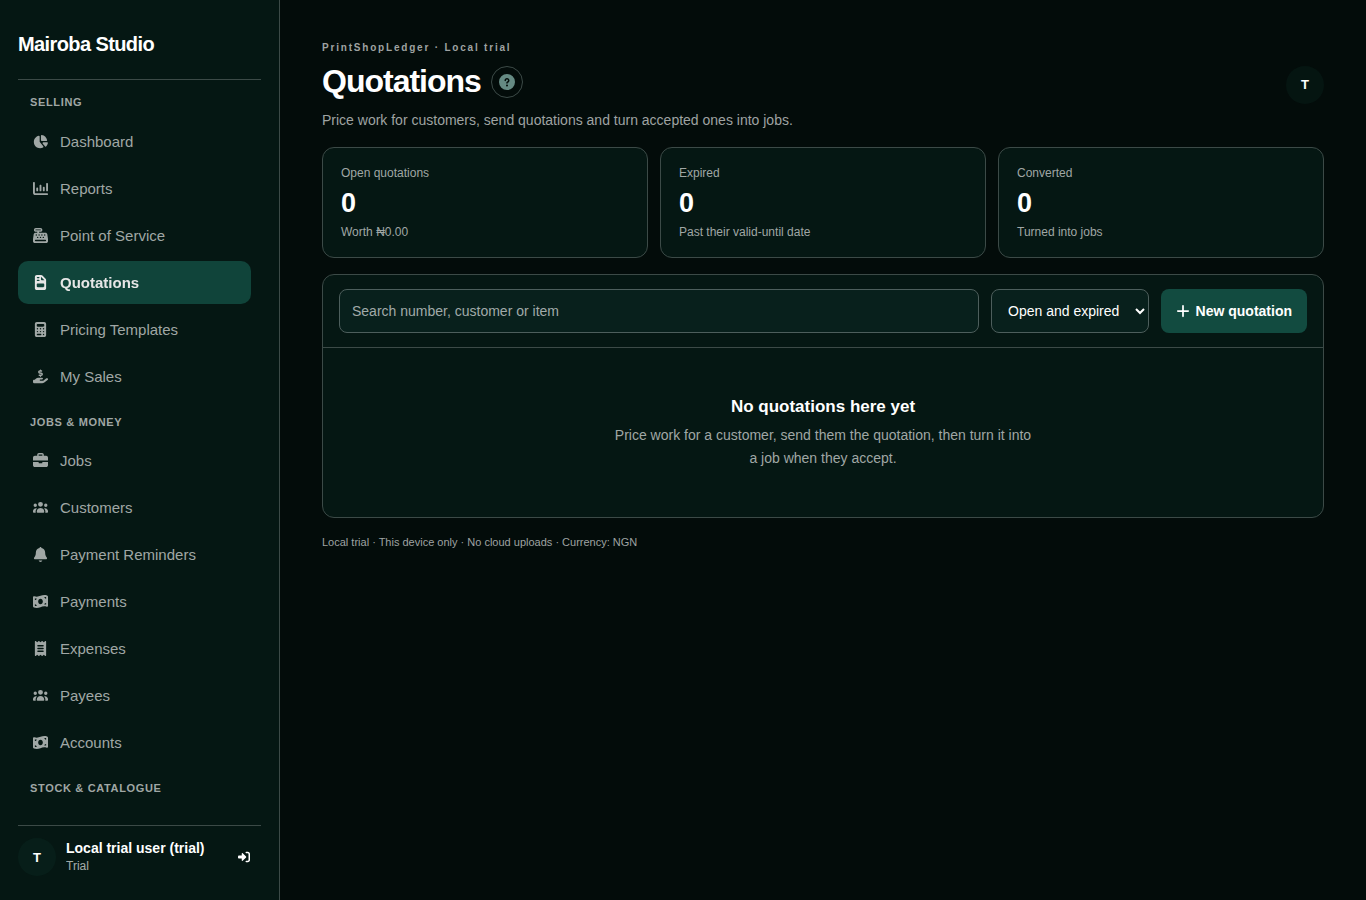 Mairoba Studio
SELLING
Dashboard
Reports
Point of Service
Quotations
Pricing Templates
My Sales
JOBS & MONEY
Jobs
Customers
Payment Reminders
Payments
Expenses
Payees
Accounts
STOCK & CATALOGUE
T
Local trial user (trial)
Trial
PrintShopLedger · Local trial
Quotations ?
T
Price work for customers, send quotations and turn accepted ones into jobs.
Open quotations
0
Worth ₦0.00
Expired
0
Past their valid-until date
Converted
0
Turned into jobs
Search number, customer or item
Open and expired
+ New quotation
No quotations here yet
Price work for a customer, send them the quotation, then turn it into
a job when they accept.
Local trial · This device only · No cloud uploads · Currency: NGN